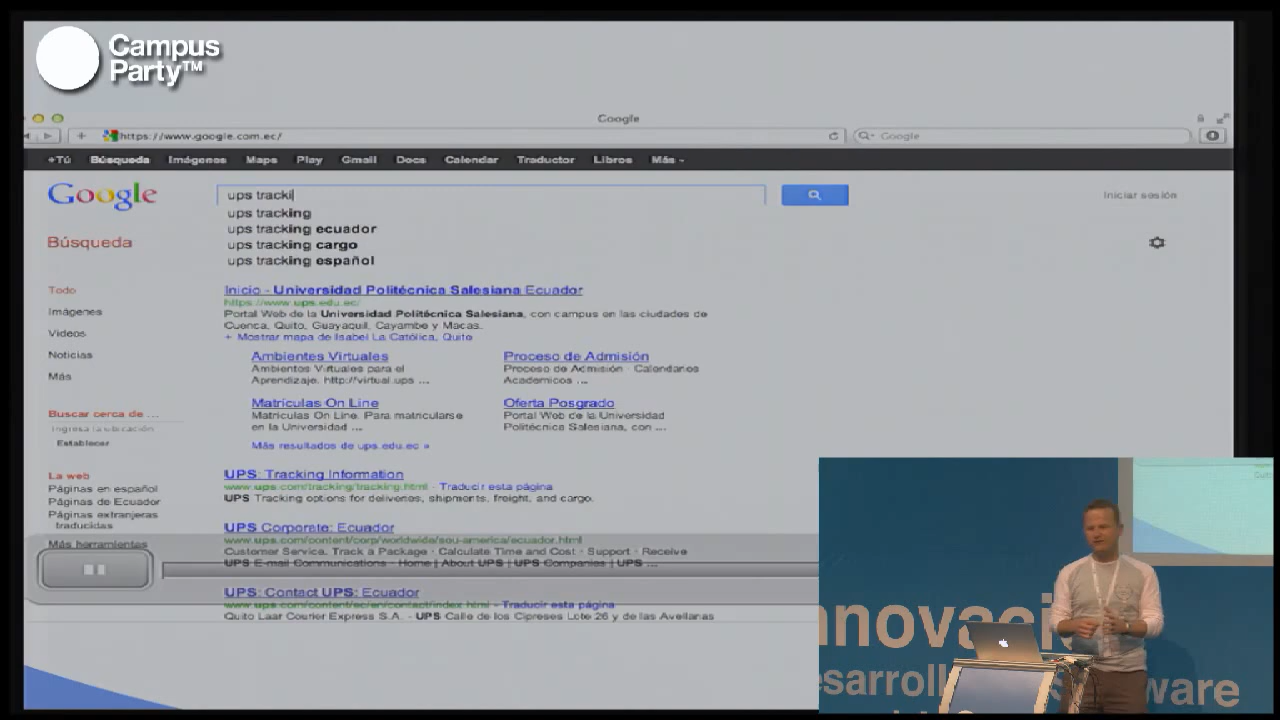 Campus
Party™
Google
https://www.google.com.ec/
Google
+Tú Búsqueda Imágenes Maps Play Gmail Docs Calendar Traductor Libros Más
Google
ups tracki
Iniciar sesión
ups tracking
ups tracking ecuador
ups tracking cargo
ups tracking español
Búsqueda
Todo
Imágenes
Videos
Noticias
Más
Buscar cerca de ...
Ingresa la ubicación
Establecer
La web
Páginas en español
Páginas de Ecuador
Páginas extranjeras
traducidas
Más herramientas
Inicio - Universidad Politécnica Salesiana Ecuador
https://www.ups.edu.ec/
Portal Web de la Universidad Politécnica Salesiana, con campus en las ciudades de
Cuenca, Quito, Guayaquil, Cayambe y Macas.
+ Mostrar mapa de Isabel La Católica, Quito
Ambientes Virtuales
Ambientes Virtuales para el
Aprendizaje. http://virtual.ups ...
Proceso de Admisión
Proceso de Admisión · Calendarios
Academicos ...
Matrículas On Line
Matrículas On Line. Para matricularse
en la Universidad ...
Oferta Posgrado
Portal Web de la Universidad
Politécnica Salesiana, con ...
Más resultados de ups.edu.ec »
UPS: Tracking Information
www.ups.com/tracking/tracking.html - Traducir esta página
UPS Tracking options for deliveries, shipments, freight, and cargo.
UPS Corporate: Ecuador
www.ups.com/content/corp/worldwide/sou-america/ecuador.html
Customer Service. Track a Package · Calculate Time and Cost · Support · Receive
UPS E-mail Communications · Home | About UPS | UPS Companies | UPS ...
UPS: Contact UPS: Ecuador
www.ups.com/content/ec/en/contact/index.html - Traducir esta página
Quito Laar Courier Express S.A. - UPS Calle de los Cipreses Lote 26 y de las Avellanas
nnovaci
esarroll
ware